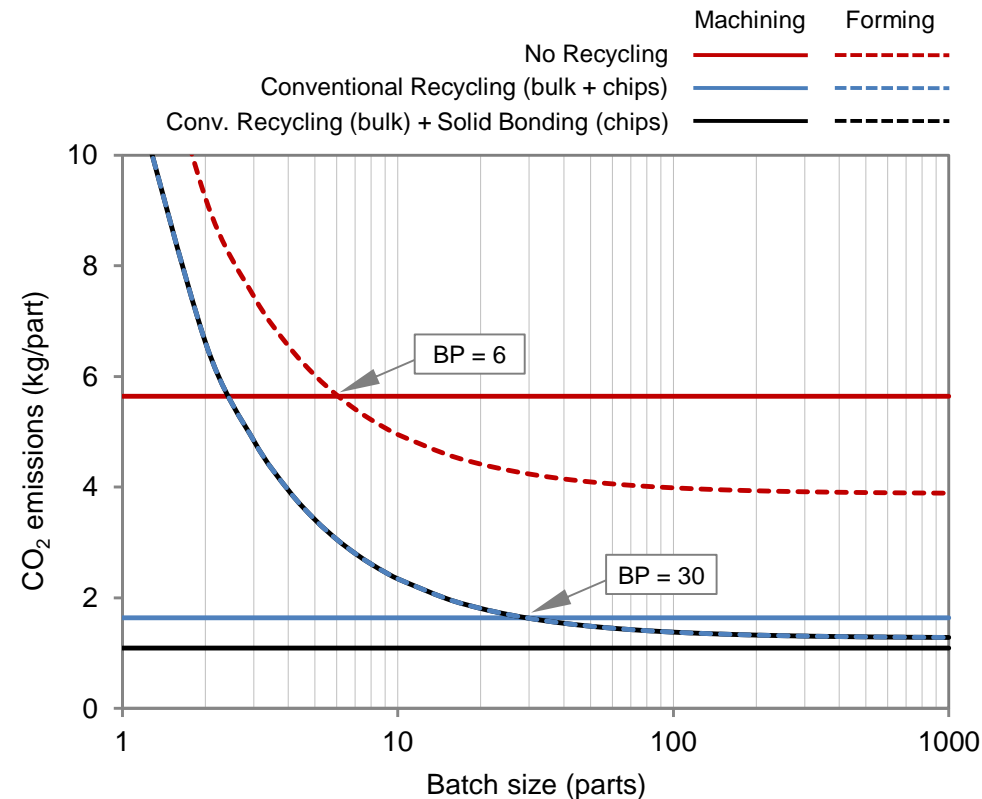 Machining Forming
No Recycling
Conventional Recycling (bulk + chips)
Conv. Recycling (bulk) + Solid Bonding (chips)
10
8
6
4
2
0
CO₂ emissions (kg/part)
BP = 6
BP = 30
1 10 100 1000
Batch size (parts)